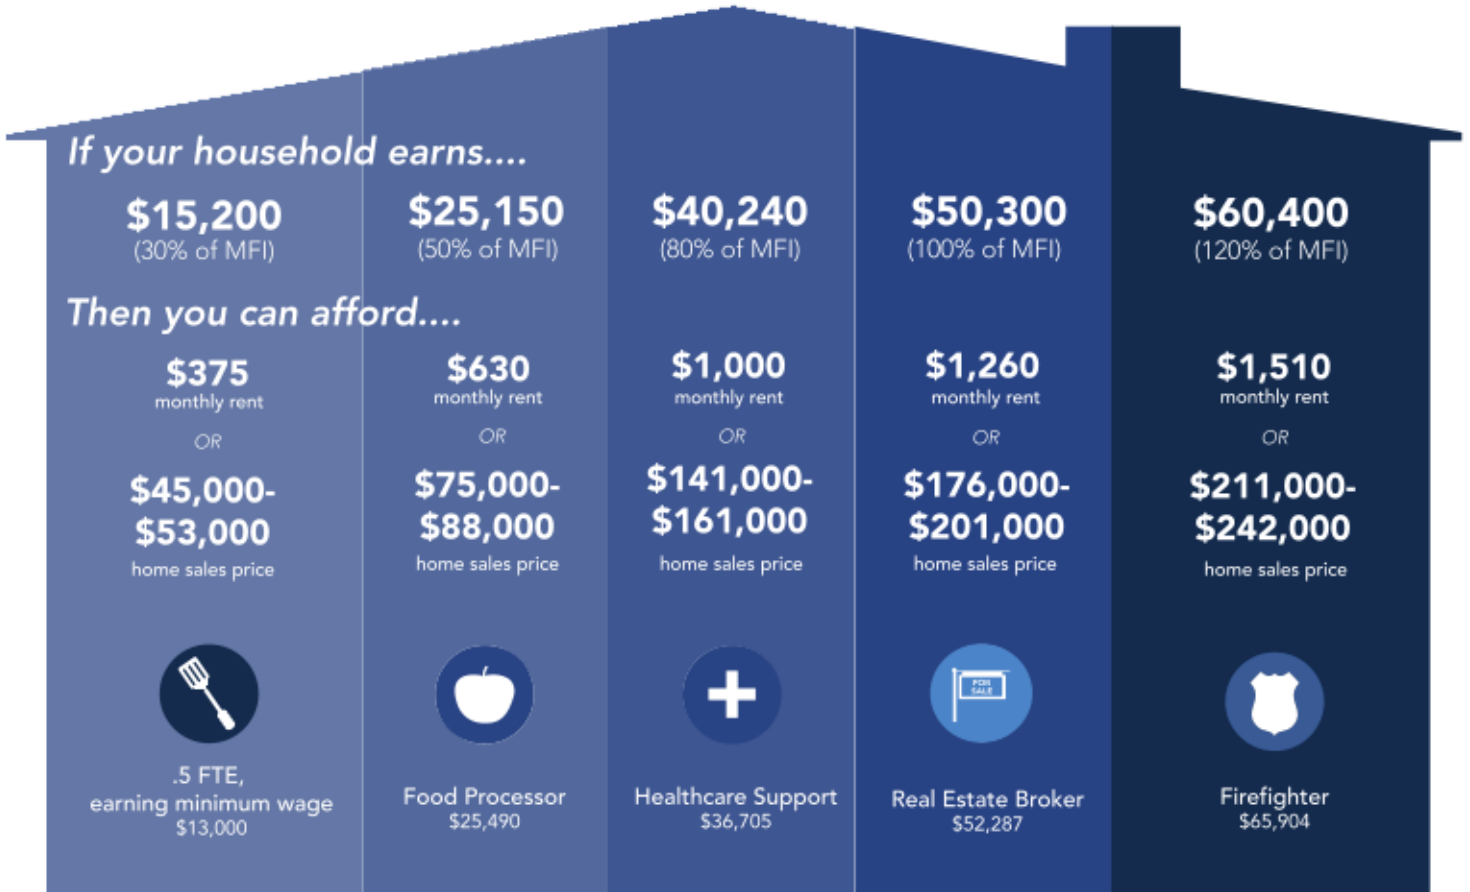 If your household earns....
$15,200
(30% of MFI)
$25,150
(50% of MFI)
$40,240
(80% of MFI)
$50,300
(100% of MFI)
$60,400
(120% of MFI)
Then you can afford....
$375
monthly rent
OR
$45,000-
$53,000
home sales price
$630
monthly rent
OR
$75,000-
$88,000
home sales price
$1,000
monthly rent
OR
$141,000-
$161,000
home sales price
$1,260
monthly rent
OR
$176,000-
$201,000
home sales price
$1,510
monthly rent
OR
$211,000-
$242,000
home sales price
.5 FTE,
earning minimum wage
$13,000
Food Processor
$25,490
Healthcare Support
$36,705
FOR
SALE
Real Estate Broker
$52,287
Firefighter
$65,904